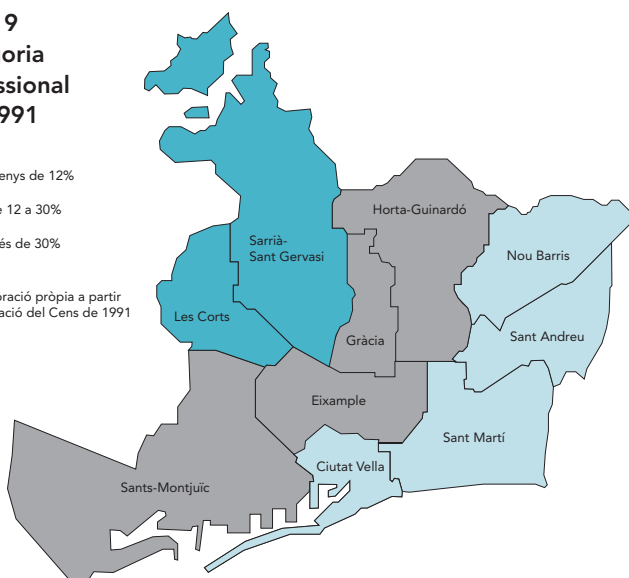 9
oria
ssional
991
enys de 12%
12 a 30%
és de 30%
oració pròpia a partir
ació del Cens de 1991
Horta-Guinardó
Nou Barris
Sarrià-
Sant Gervasi
Les Corts
Gràcia
Sant Andreu
Eixample
Sant Martí
Ciutat Vella
Sants-Montjuïc